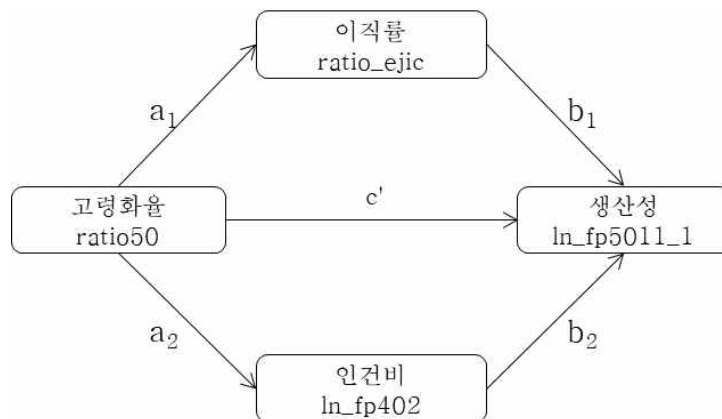 이직률
ratio_ejic
a₁
b₁
고령화율
ratio50
c'
생산성
ln_fp5011_1
a₂
b₂
인건비
ln_fp402